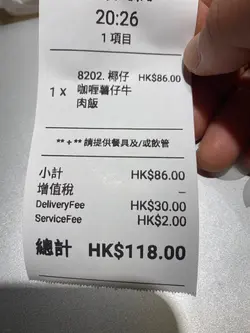 20:26
1 項目
8202. 椰仔 HK$86.00
1 x 咖喱薯仔牛
肉飯
** + ** 請提供餐具及/或飲管
小計 HK$86.00
增值稅 –
DeliveryFee HK$30.00
ServiceFee HK$2.00
總計 HK$118.00